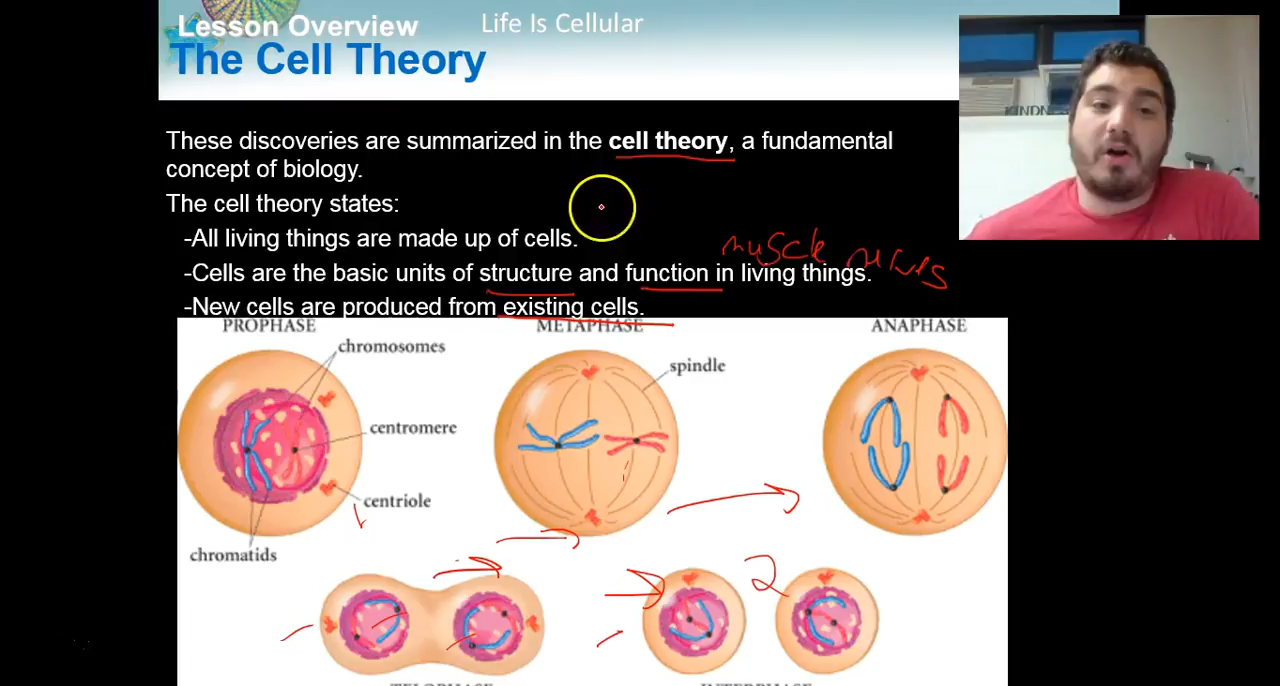 Lesson Overview
Life Is Cellular
The Cell Theory
KINDN
These discoveries are summarized in the cell theory, a fundamental
concept of biology.
The cell theory states:
-All living things are made up of cells.
muscle
-Cells are the basic units of structure and function in living things.
-New cells are produced from existing cells.
PROPHASE
METAPHASE
ANAPHASE
chromosomes
spindle
centromere
centriole
chromatids
2
TELOPHASE
INTERPHASE